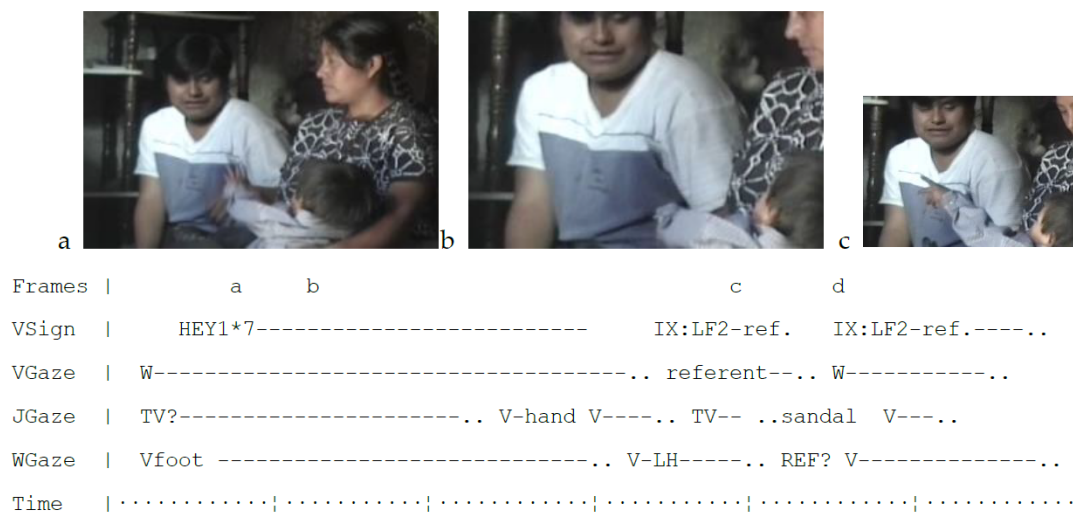 a b c
Frames | a b c d
VSign | HEY1*7--------------------------- IX:LF2-ref. IX:LF2-ref.----..
VGaze | W-------------------------------------.. referent--.. W-----------..
JGaze | TV?----------------------.. V-hand V----.. TV-- ..sandal V---..
WGaze | Vfoot -----------------------------.. V-LH-----.. REF? V--------------..
Time |············¦···········¦············¦············¦············¦············